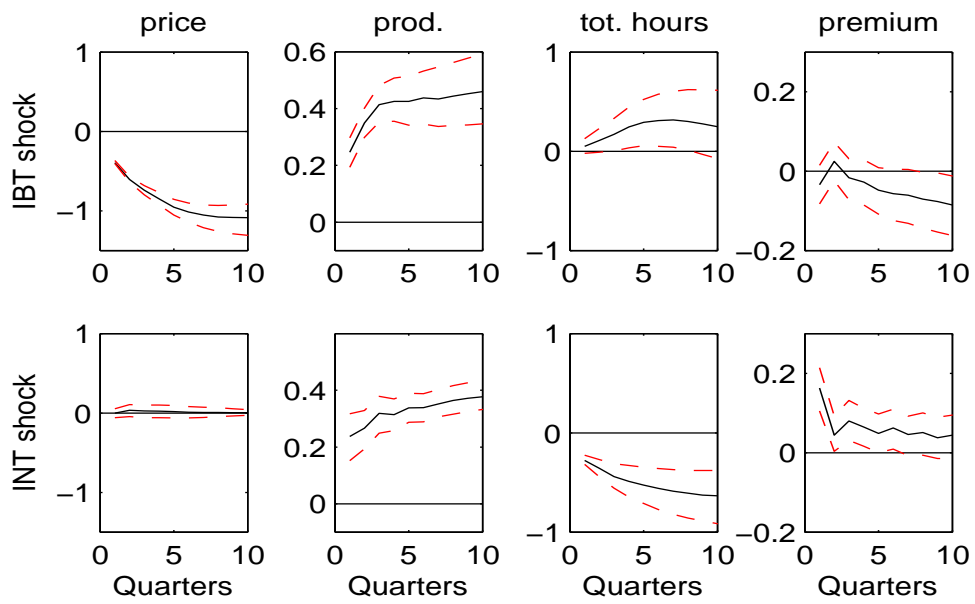 price prod. tot. hours premium
IBT shock
1 0.6 1 0.2
0 0.4 0 0
−1 0.2 −1 −0.2
0
0 5 10 0 5 10 0 5 10 0 5 10
INT shock
1 0.4 1 0.2
0 0.2 0 0
−1 0 −1 −0.2
0 5 10 0 5 10 0 5 10 0 5 10
Quarters Quarters Quarters Quarters